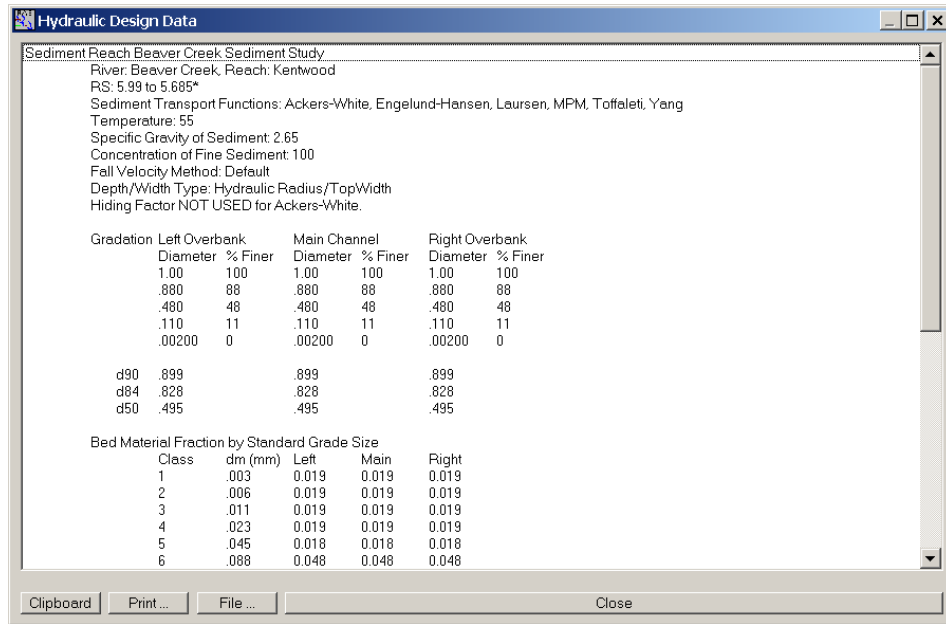 Hydraulic Design Data
Sediment Reach Beaver Creek Sediment Study
River: Beaver Creek, Reach: Kentwood
RS: 5.99 to 5.685*
Sediment Transport Functions: Ackers-White, Engelund-Hansen, Laursen, MPM, Toffaleti, Yang
Temperature: 55
Specific Gravity of Sediment: 2.65
Concentration of Fine Sediment: 100
Fall Velocity Method: Default
Depth/Width Type: Hydraulic Radius/TopWidth
Hiding Factor NOT USED for Ackers-White.
Gradation Left Overbank Main Channel Right Overbank
Diameter % Finer Diameter % Finer Diameter % Finer
1.00 100 1.00 100 1.00 100
.880 88 .880 88 .880 88
.480 48 .480 48 .480 48
.110 11 .110 11 .110 11
.00200 0 .00200 0 .00200 0
d90 .899 .899 .899
d84 .828 .828 .828
d50 .495 .495 .495
Bed Material Fraction by Standard Grade Size
Class dm (mm) Left Main Right
1 .003 0.019 0.019 0.019
2 .006 0.019 0.019 0.019
3 .011 0.019 0.019 0.019
4 .023 0.019 0.019 0.019
5 .045 0.018 0.018 0.018
6 .088 0.048 0.048 0.048
Clipboard Print ... File ... Close